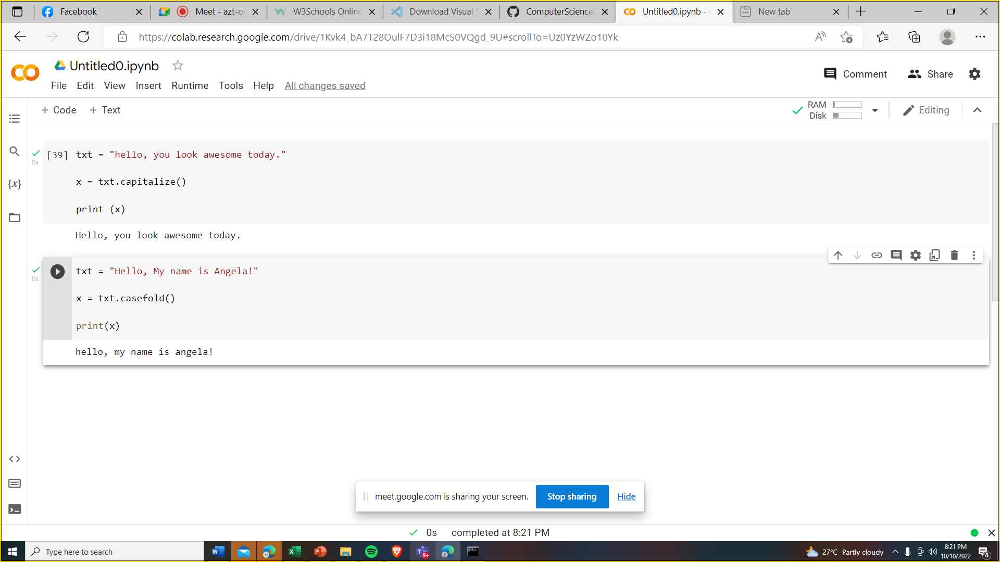 Facebook
Meet - azt-og
W3Schools Online
Download Visual S
ComputerScience2
Untitled0.ipynb - C
New tab
https://colab.research.google.com/drive/1Kvk4_bA7T28OulF7D3i18McS0VQgd_9U#scrollTo=Uz0YzWZo10Yk
Untitled0.ipynb
Comment
Share
File Edit View Insert Runtime Tools Help All changes saved
+ Code + Text
RAM
Disk
Editing
[39] txt = "hello, you look awesome today."
0s
x = txt.capitalize()
print (x)
Hello, you look awesome today.
txt = "Hello, My name is Angela!"
0s
x = txt.casefold()
print(x)
hello, my name is angela!
meet.google.com is sharing your screen. Stop sharing Hide
0s completed at 8:21 PM
Type here to search
9+
27°C Partly cloudy
8:21 PM
10/10/2022
4